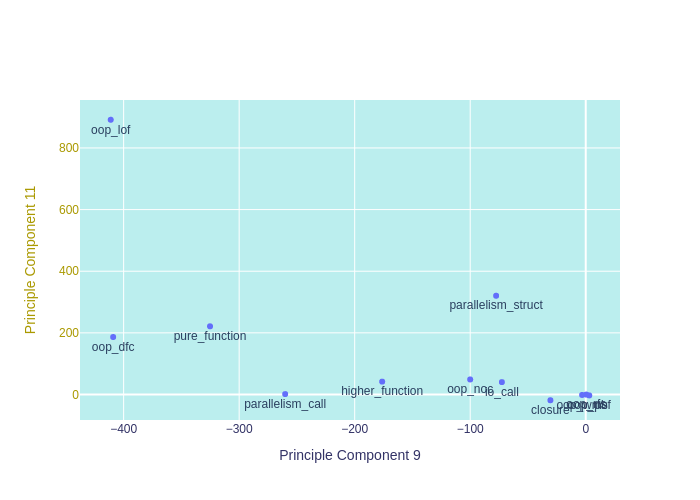 oop_lof
800
600
400
parallelism_struct
200
pure_function
oop_dfc
higher_function
oop_noc
io_call
0
parallelism_call
closure
−400
−300
−200
−100
0
Principle Component 9
Principle Component 11